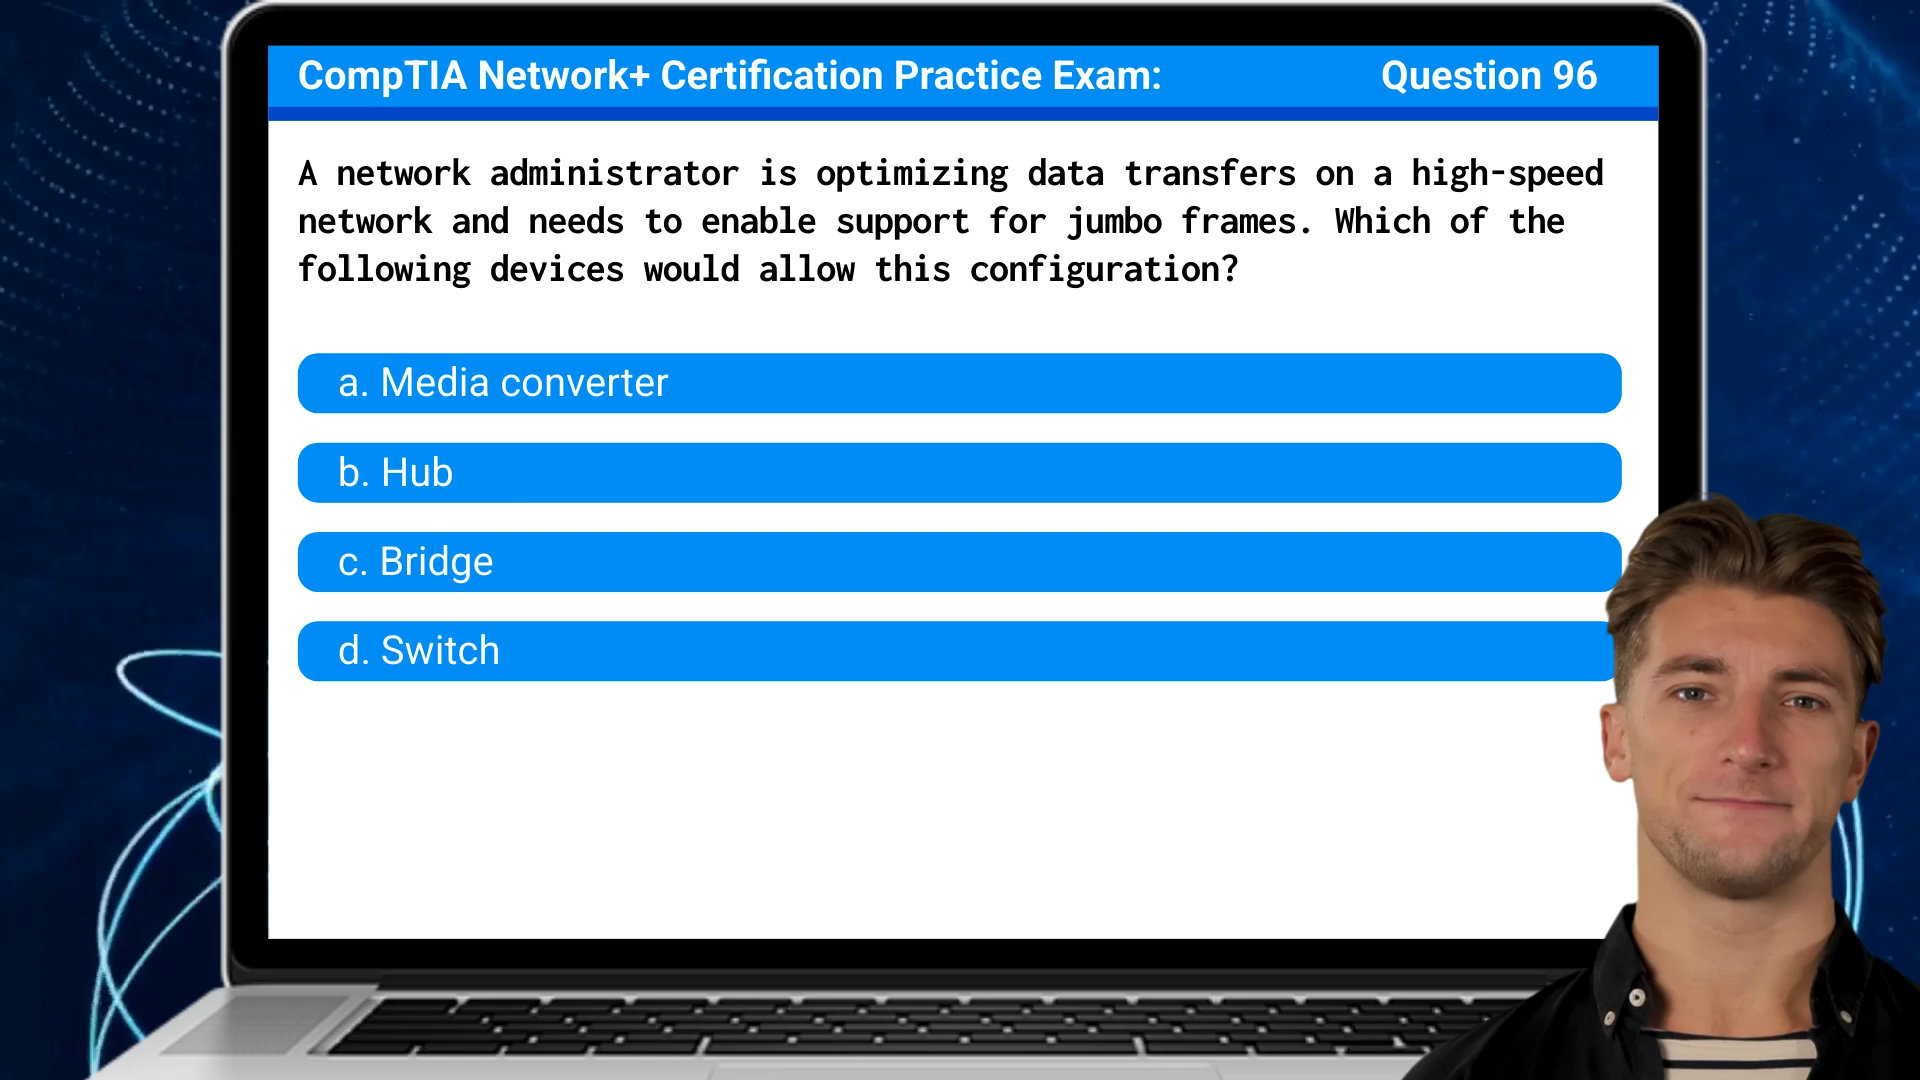 CompTIA Network+ Certification Practice Exam:
Question 96
A network administrator is optimizing data transfers on a high-speed
network and needs to enable support for jumbo frames. Which of the
following devices would allow this configuration?
a. Media converter
b. Hub
c. Bridge
d. Switch